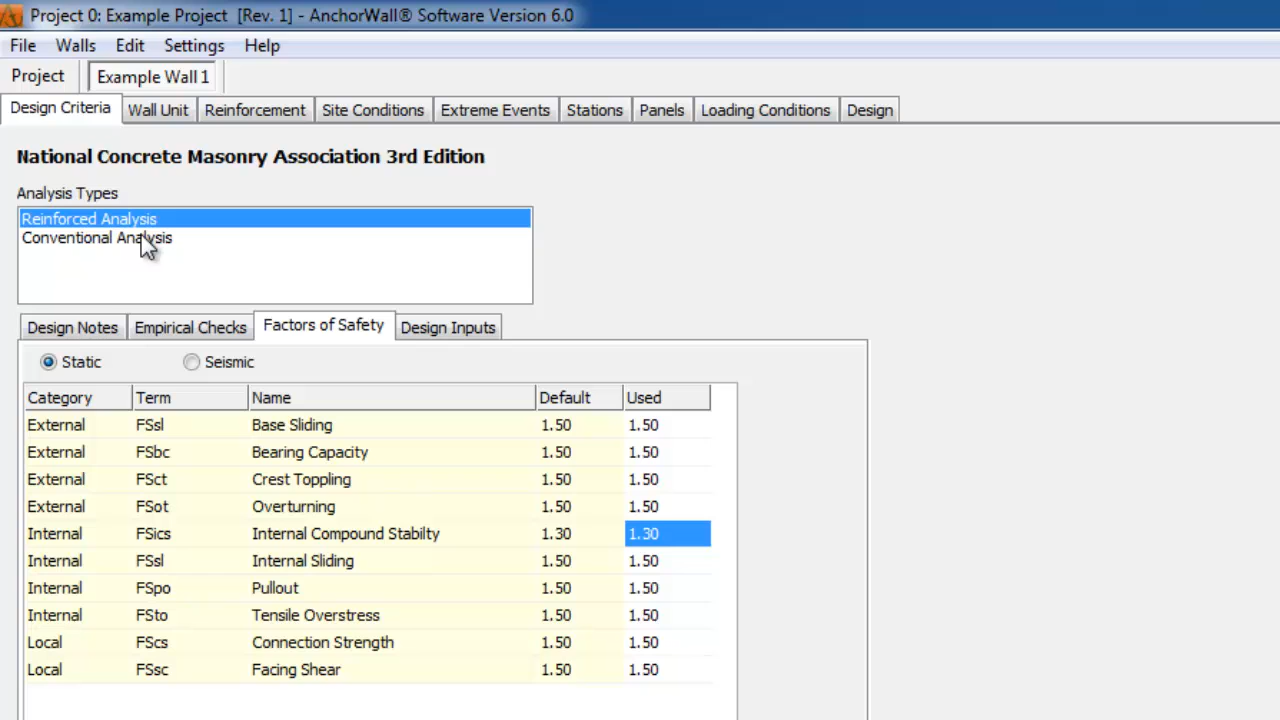 Project 0: Example Project [Rev. 1] - AnchorWall® Software Version 6.0
File Walls Edit Settings Help
Project Example Wall 1
Design Criteria Wall Unit Reinforcement Site Conditions Extreme Events Stations Panels Loading Conditions Design
National Concrete Masonry Association 3rd Edition
Analysis Types
Reinforced Analysis
Conventional Analysis
Design Notes Empirical Checks Factors of Safety Design Inputs
Static Seismic
Category Term Name Default Used
External FSsl Base Sliding 1.50 1.50
External FSbc Bearing Capacity 1.50 1.50
External FSct Crest Toppling 1.50 1.50
External FSot Overturning 1.50 1.50
Internal FSics Internal Compound Stabilty 1.30 1.30
Internal FSsl Internal Sliding 1.50 1.50
Internal FSpo Pullout 1.50 1.50
Internal FSto Tensile Overstress 1.50 1.50
Local FScs Connection Strength 1.50 1.50
Local FSsc Facing Shear 1.50 1.50